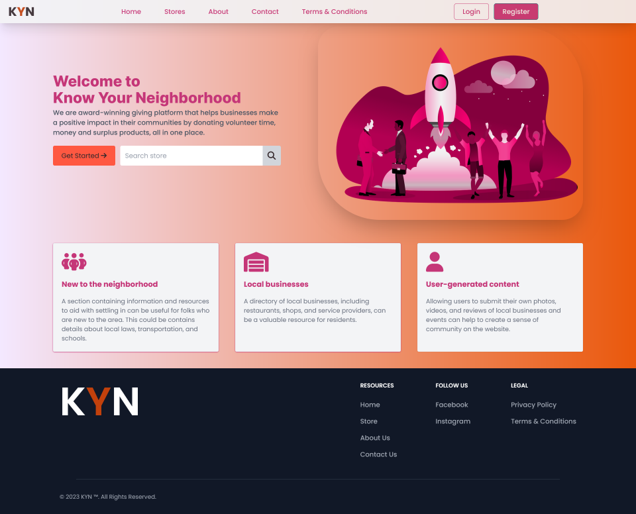 KYN
Home Stores About Contact Terms & Conditions
Login Register
Welcome to
Know Your Neighborhood
We are award-winning giving platform that helps businesses make
a positive impact in their communities by donating volunteer time,
money and surplus products, all in one place.
Get Started → Search store
New to the neighborhood
A section containing information and resources
to aid with settling in can be useful for folks who
are new to the area. This could be contains
details about local laws, transportation, and
schools.
Local businesses
A directory of local businesses, including
restaurants, shops, and service providers, can
be a valuable resource for residents.
User-generated content
Allowing users to submit their own photos,
videos, and reviews of local businesses and
events can help to create a sense of
community on the website.
KYN
RESOURCES
Home
Store
About Us
Contact Us
FOLLOW US
Facebook
Instagram
LEGAL
Privacy Policy
Terms & Conditions
© 2023 KYN ™. All Rights Reserved.